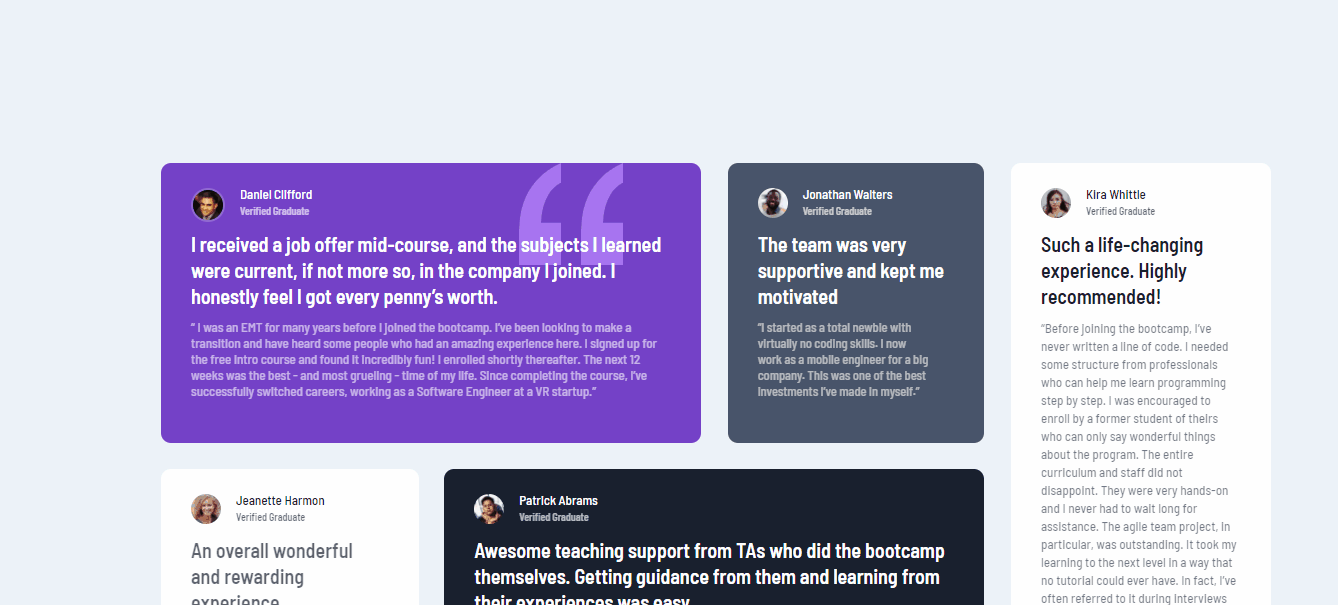 Daniel Clifford
Verified Graduate
I received a job offer mid-course, and the subjects I learned
were current, if not more so, in the company I joined. I
honestly feel I got every penny’s worth.
“ I was an EMT for many years before I joined the bootcamp. I’ve been looking to make a
transition and have heard some people who had an amazing experience here. I signed up for
the free intro course and found it incredibly fun! I enrolled shortly thereafter. The next 12
weeks was the best - and most grueling - time of my life. Since completing the course, I’ve
successfully switched careers, working as a Software Engineer at a VR startup.”
Jonathan Walters
Verified Graduate
The team was very
supportive and kept me
motivated
“I started as a total newbie with
virtually no coding skills. I now
work as a mobile engineer for a big
company. This was one of the best
investments I’ve made in myself.”
Kira Whittle
Verified Graduate
Such a life-changing
experience. Highly
recommended!
“Before joining the bootcamp, I’ve
never written a line of code. I needed
some structure from professionals
who can help me learn programming
step by step. I was encouraged to
enroll by a former student of theirs
who can only say wonderful things
about the program. The entire
curriculum and staff did not
disappoint. They were very hands-on
and I never had to wait long for
assistance. The agile team project, in
particular, was outstanding. It took my
learning to the next level in a way that
no tutorial could ever have. In fact, I’ve
often referred to it during interviews
Jeanette Harmon
Verified Graduate
An overall wonderful
and rewarding
experience
Patrick Abrams
Verified Graduate
Awesome teaching support from TAs who did the bootcamp
themselves. Getting guidance from them and learning from
their experiences was easy.